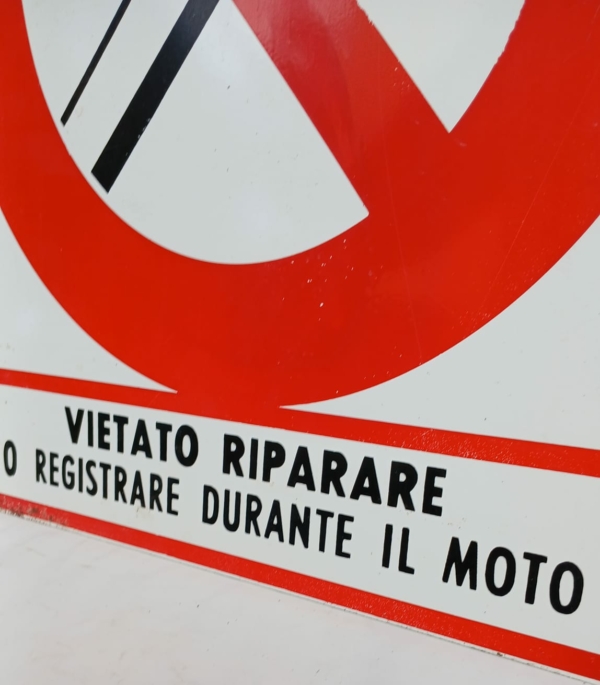 VIETATO RIPARARE
O REGISTRARE DURANTE IL MOTO